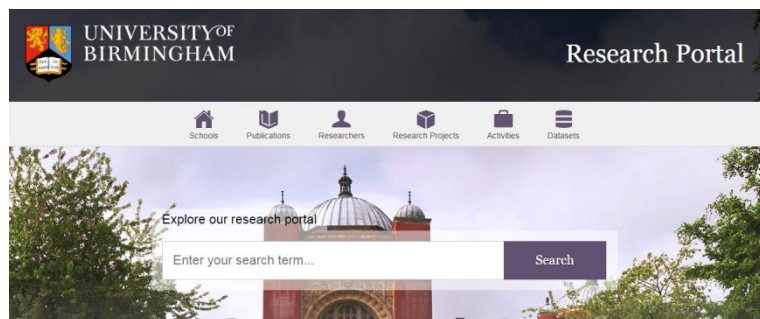 UNIVERSITY OF
BIRMINGHAM
Research Portal
Schools
Publications
Researchers
Research Projects
Activities
Datasets
Explore our research portal
Enter your search term...
Search